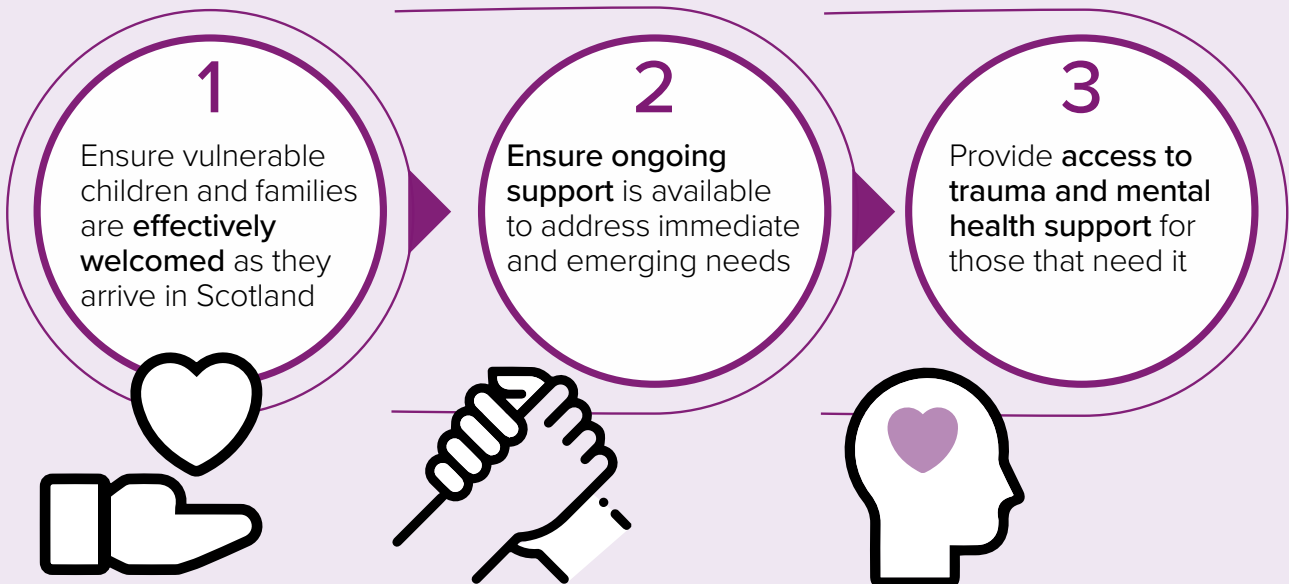 1
Ensure vulnerable
children and families
are effectively
welcomed as they
arrive in Scotland
2
Ensure ongoing
support is available
to address immediate
and emerging needs
3
Provide access to
trauma and mental
health support for
those that need it